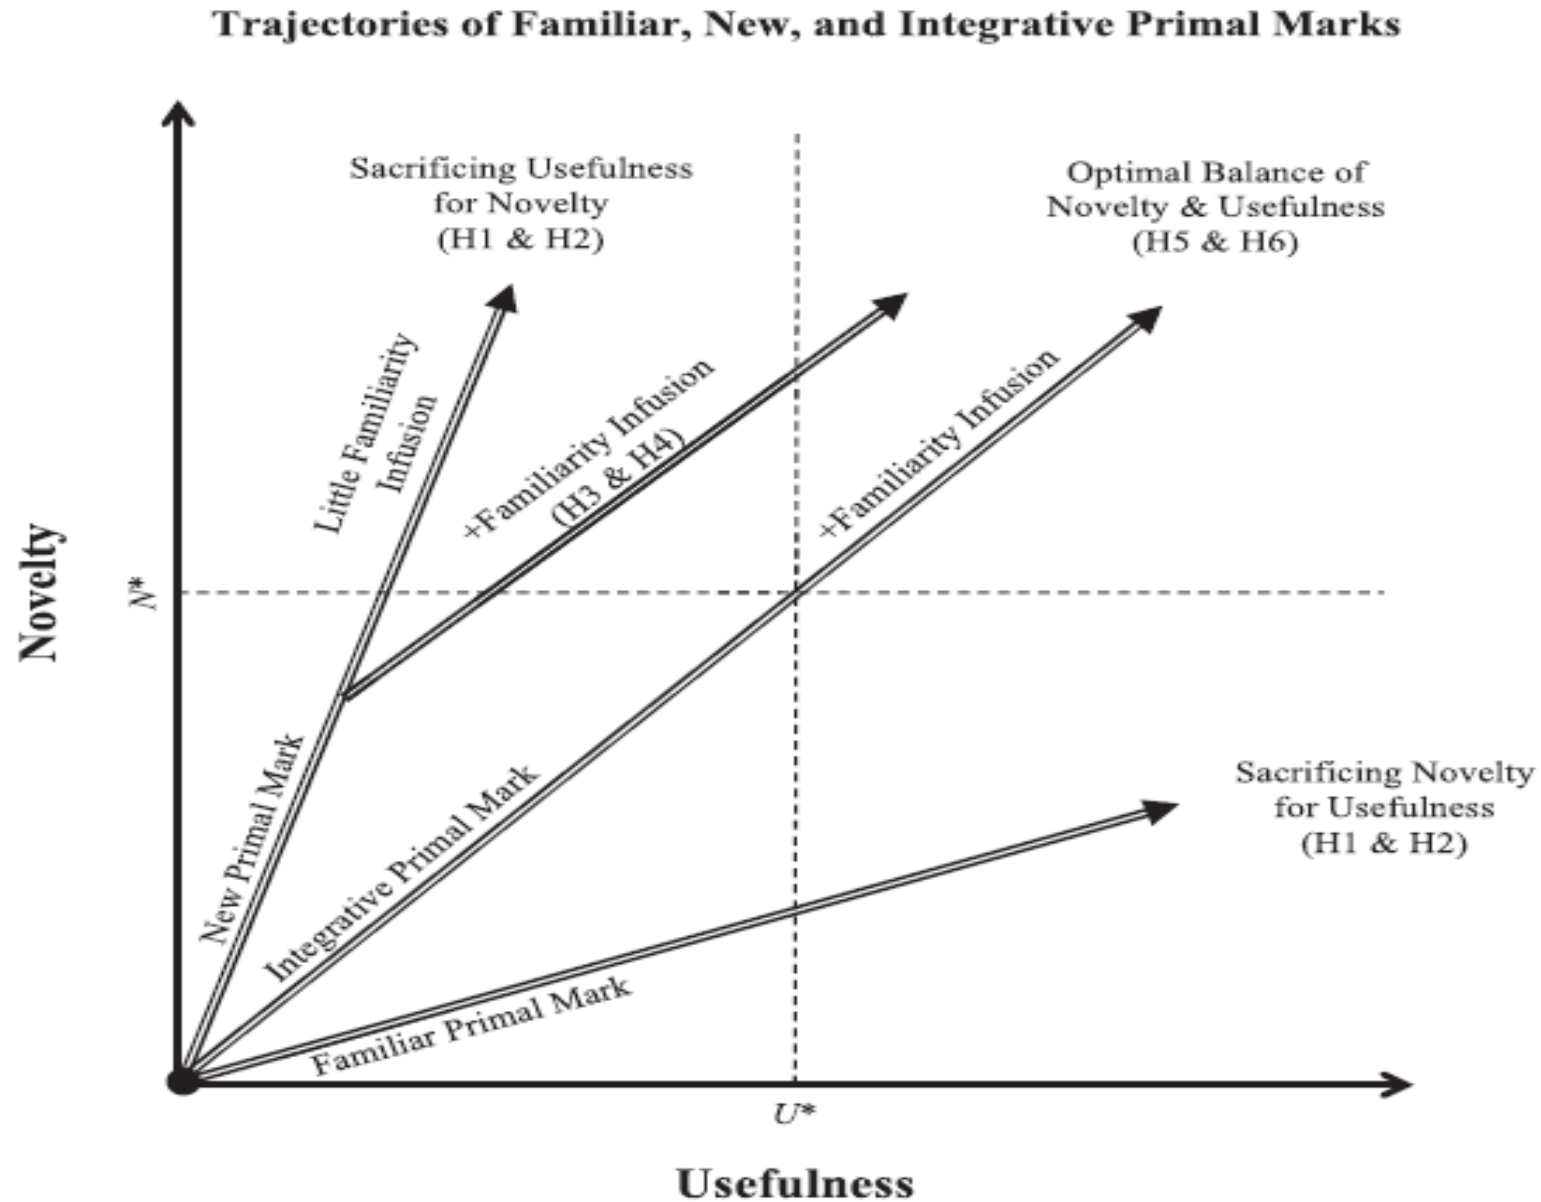 Trajectories of Familiar, New, and Integrative Primal Marks
Sacrificing Usefulness
for Novelty
(H1 & H2)
Optimal Balance of
Novelty & Usefulness
(H5 & H6)
Little Familiarity
Infusion
+Familiarity Infusion
(H3 & H4)
+Familiarity Infusion
Novelty
N*
New Primal Mark
Integrative Primal Mark
Familiar Primal Mark
Sacrificing Novelty
for Usefulness
(H1 & H2)
U*
Usefulness